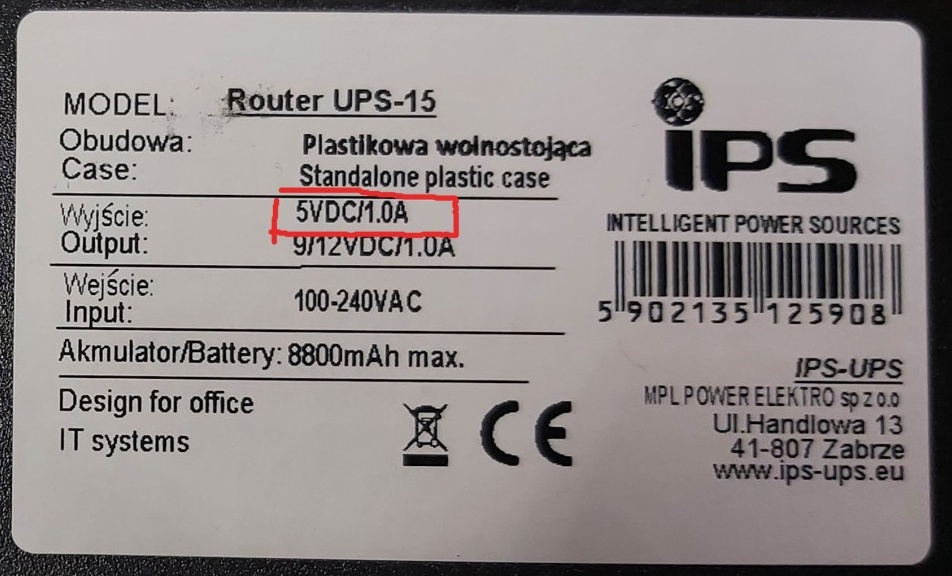 MODEL: Router UPS-15
Obudowa: Plastikowa wolnostojąca
Case: Standalone plastic case
Wyjście: 5VDC/1.0A
Output: 9/12VDC/1.0A
Wejście:
Input: 100-240VAC
Akmulator/Battery: 8800mAh max.
Design for office
IT systems
CE
iPS
INTELLIGENT POWER SOURCES
5 902135 125908
IPS-UPS
MPL POWER ELEKTRO sp z o.o
Ul.Handlowa 13
41-807 Zabrze
www.ips-ups.eu